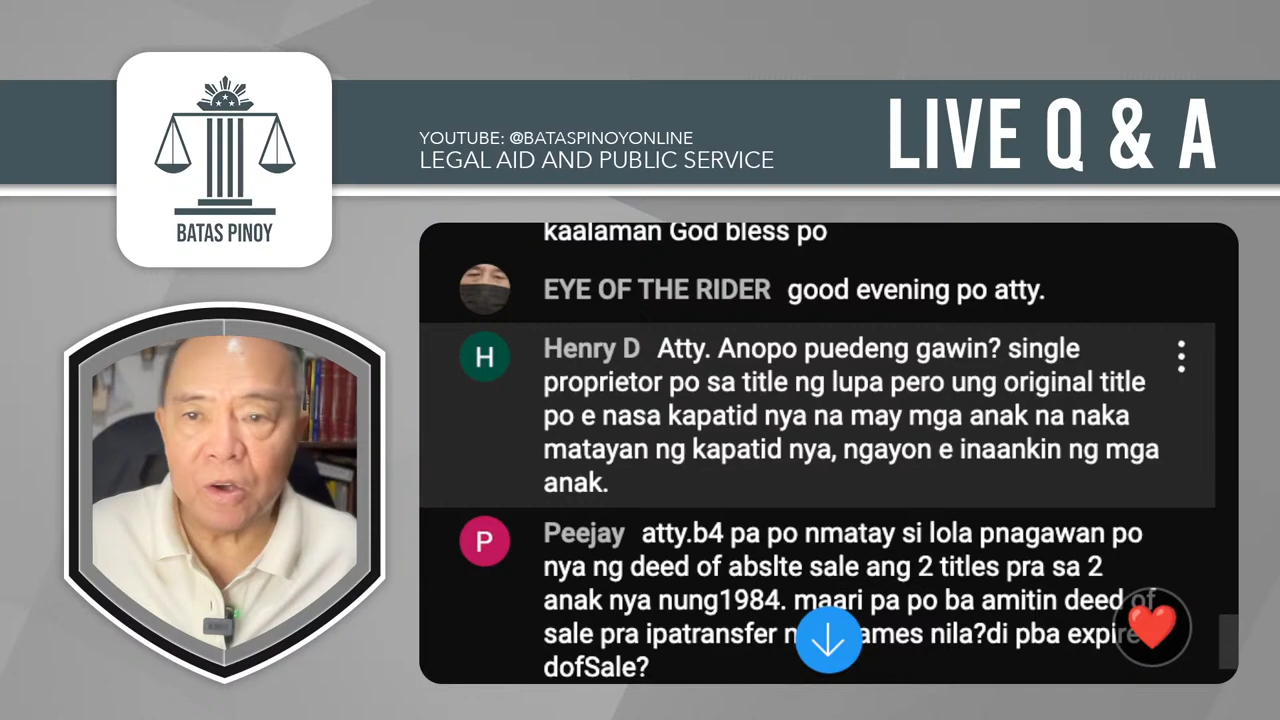 YOUTUBE: @BATASPINOYONLINE
LEGAL AID AND PUBLIC SERVICE
LIVE Q & A
BATAS PINOY
kaalaman God bless po
EYE OF THE RIDER good evening po atty.
H
Henry D Atty. Anopo puedeng gawin? single
proprietor po sa title ng lupa pero ung original title
po e nasa kapatid nya na may mga anak na naka
matayan ng kapatid nya, ngayon e inaankin ng mga
anak.
P
Peejay atty.b4 pa po nmatay si lola pnagawan po
nya ng deed of abslte sale ang 2 titles pra sa 2
anak nya nung1984. maari pa po ba amitin deed of
sale pra ipatransfer nila?di pba expire
dofSale?